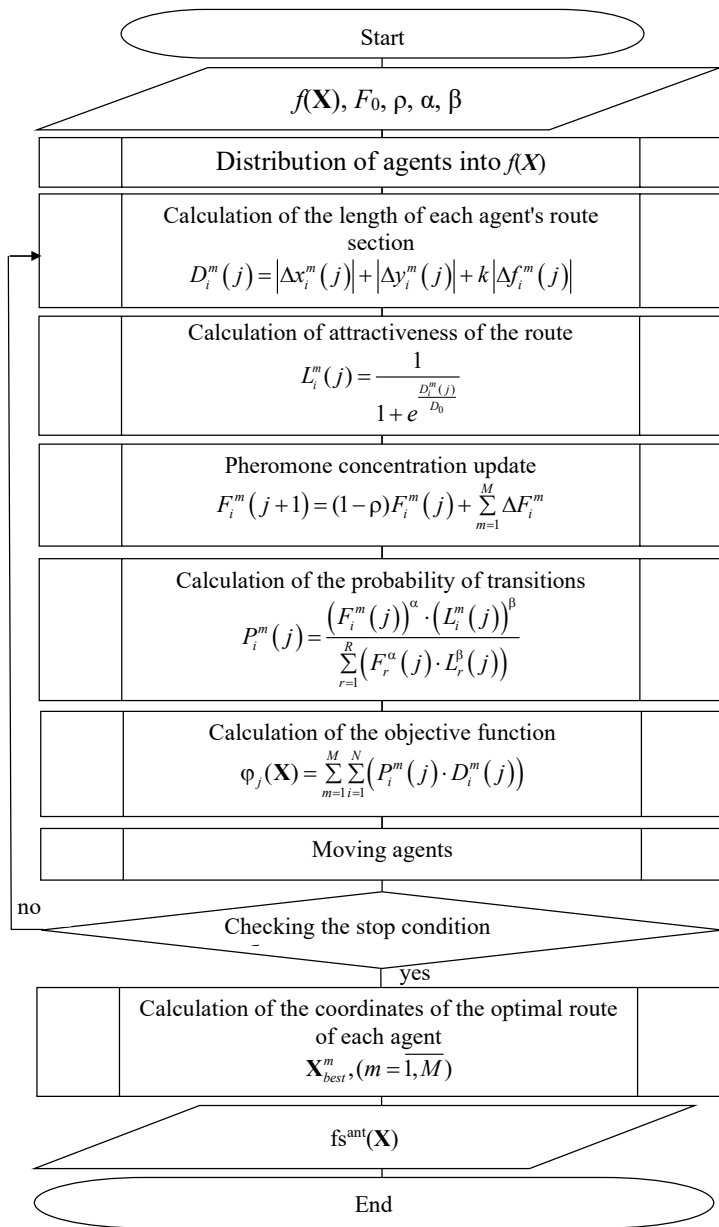 Start
f(X), F₀, ρ, α, β
Distribution of agents into f(X)
Calculation of the length of each agent's route
section
D_i^m(j) = |Δx_i^m(j)| + |Δy_i^m(j)| + k|Δf_i^m(j)|
Calculation of attractiveness of the route
L_i^m(j) = 1 / (1 + e^(D_i^m(j)/D_0))
Pheromone concentration update
F_i^m(j+1) = (1−ρ)F_i^m(j) + ∑_{m=1}^{M} ΔF_i^m
Calculation of the probability of transitions
P_i^m(j) = (F_i^m(j))^α · (L_i^m(j))^β / ∑_{r=1}^{R} (F_r^α(j) · L_r^β(j))
Calculation of the objective function
φ_j(X) = ∑_{m=1}^{M} ∑_{i=1}^{N} (P_i^m(j) · D_i^m(j))
Moving agents
no
Checking the stop condition
yes
Calculation of the coordinates of the optimal route
of each agent
X_best^m, (m = \overline{1, M})
fs^ant(X)
End